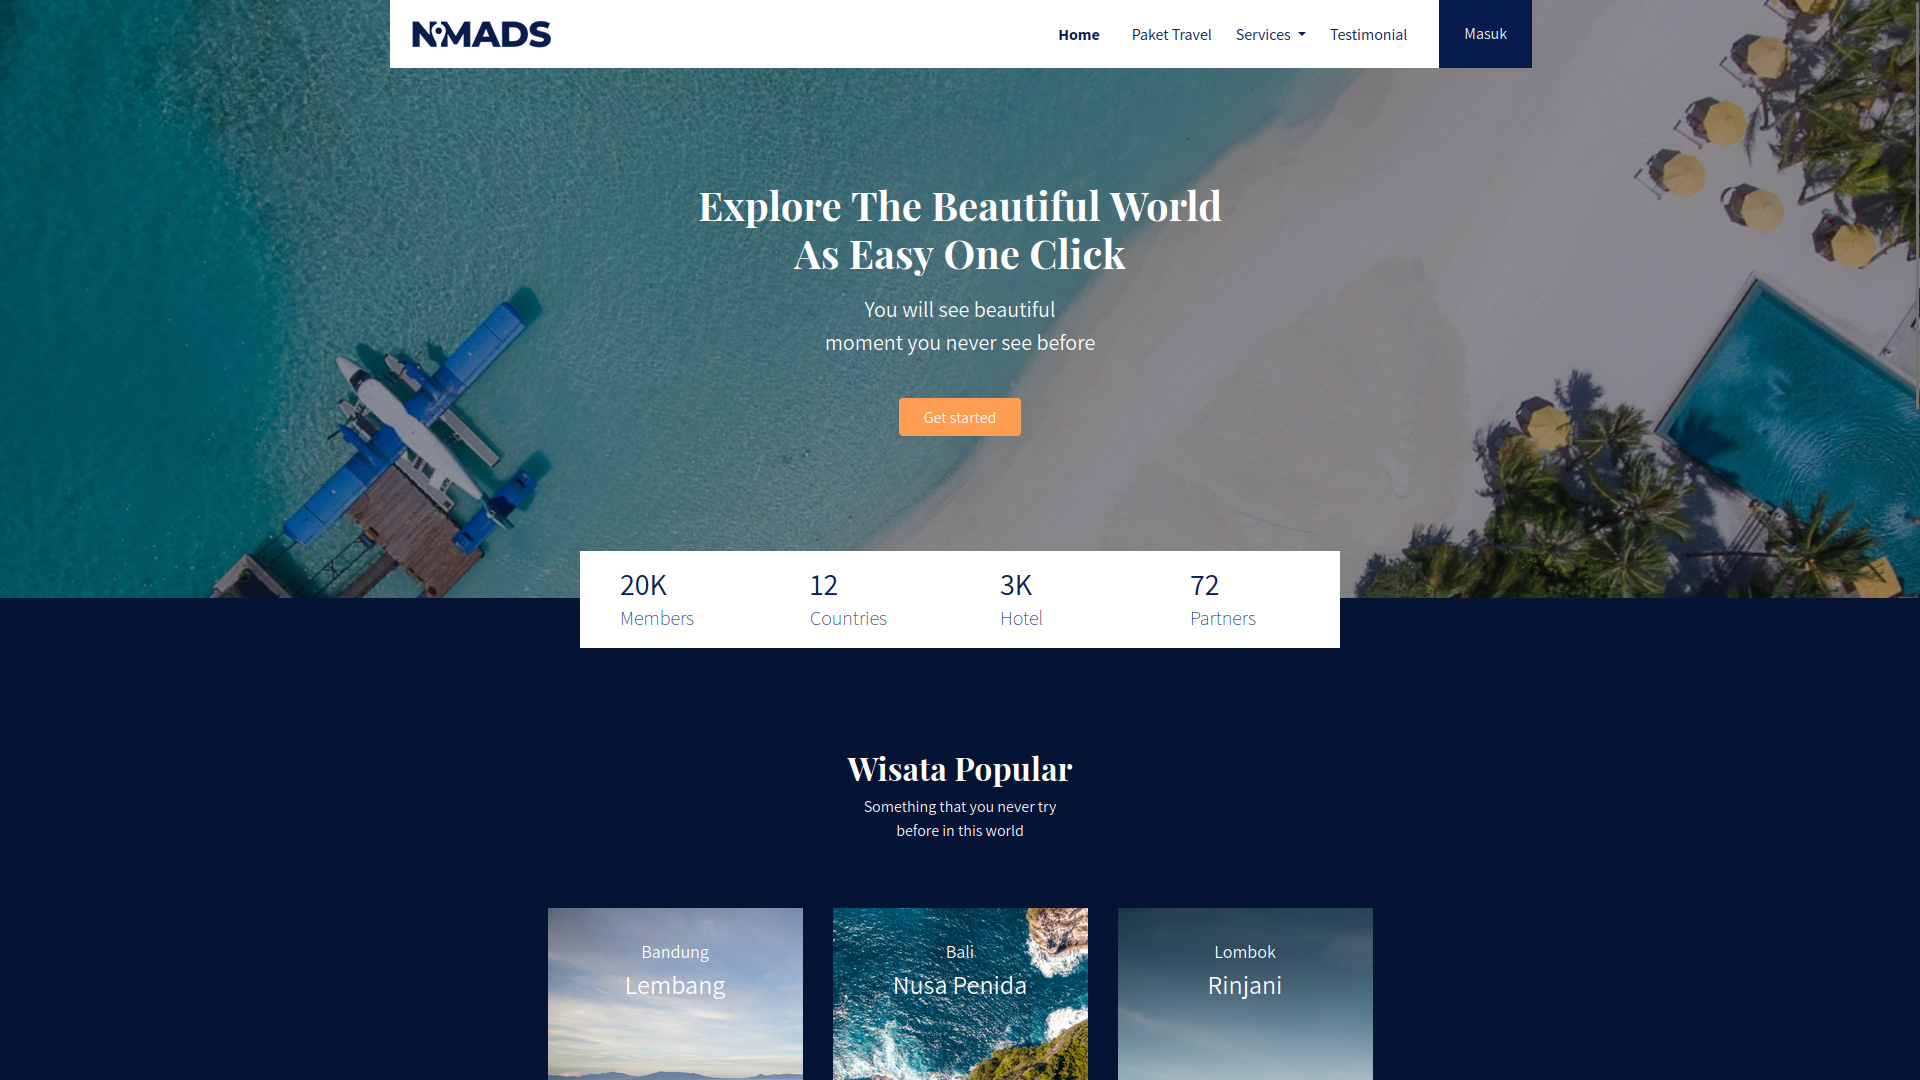 NOMADS
Home Paket Travel Services Testimonial Masuk
Explore The Beautiful World
As Easy One Click
You will see beautiful
moment you never see before
Get started
20K 12 3K 72
Members Countries Hotel Partners
Wisata Popular
Something that you never try
before in this world
Bandung Bali Lombok
Lembang Nusa Penida Rinjani